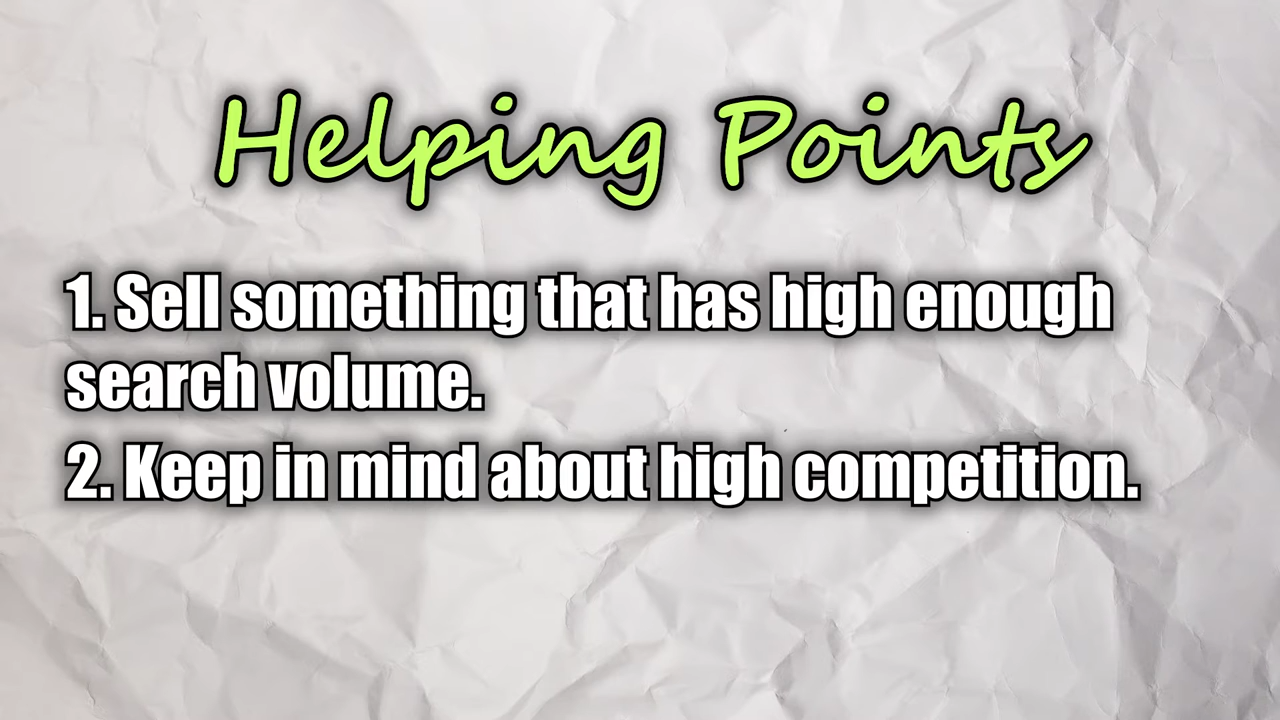 Helping Points
1. Sell something that has high enough
search volume.
2. Keep in mind about high competition.